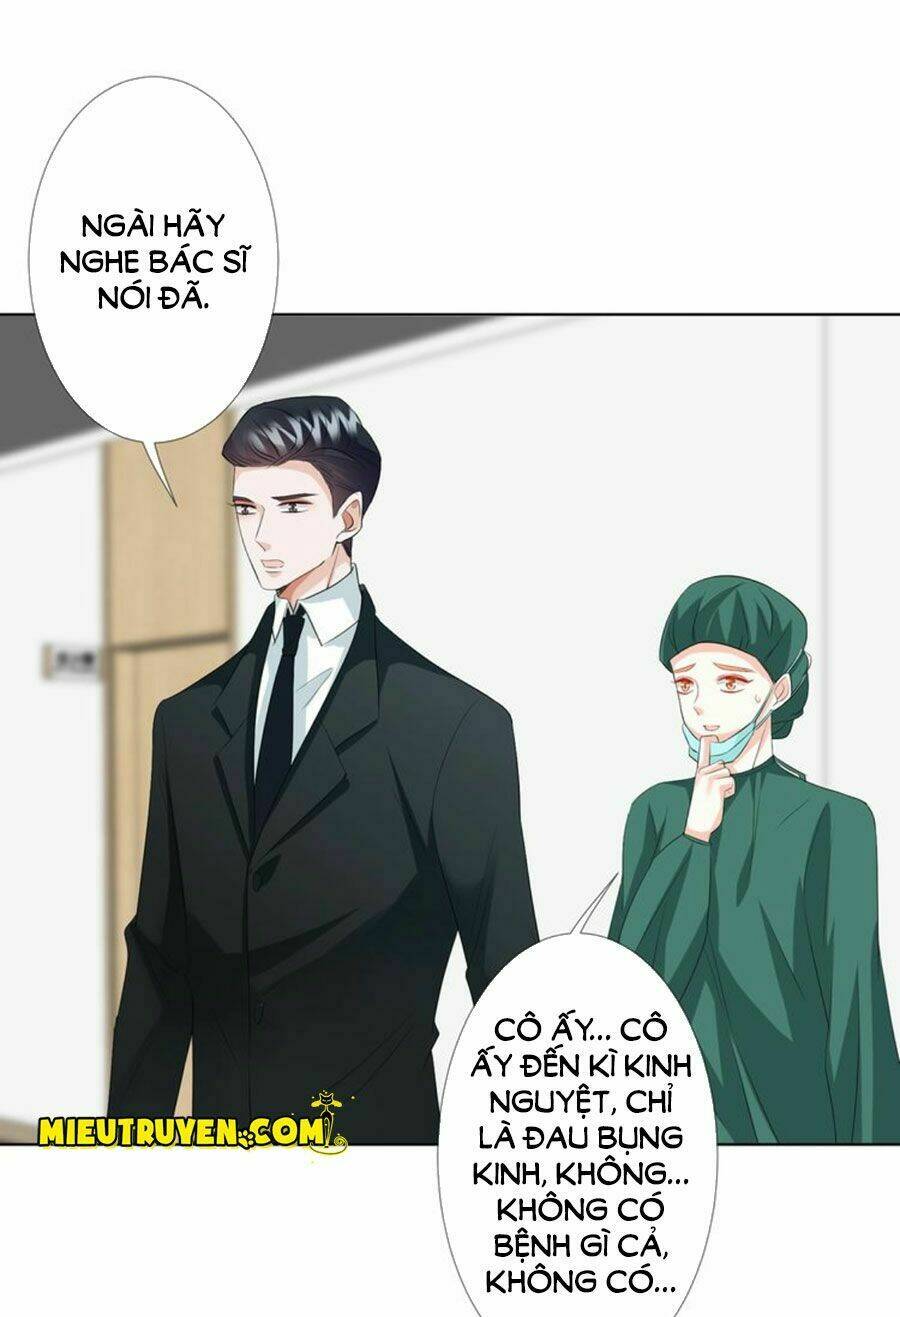 NGÀI HÃY
NGHE BÁC SĨ
NÓI ĐÃ.
CÔ ẤY... CÔ
ẤY ĐẾN KÌ KINH
NGUYỆT, CHỈ
LÀ ĐAU BỤNG
KINH, KHÔNG...
KHÔNG CÓ
BỆNH GÌ CẢ,
KHÔNG CÓ...
MIEUTRUYEN.COM